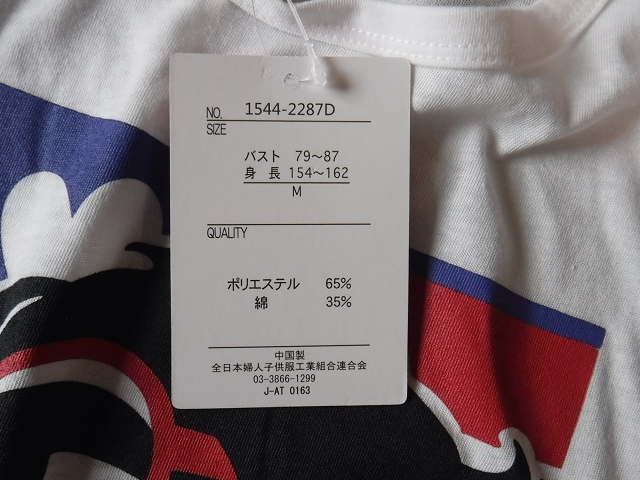 NO. 1544-2287D
SIZE
バスト 79～87
身 長 154～162
M
QUALITY
ポリエステル 65%
綿 35%
中国製
全日本婦人子供服工業組合連合会
03-3866-1299
J-AT 0163